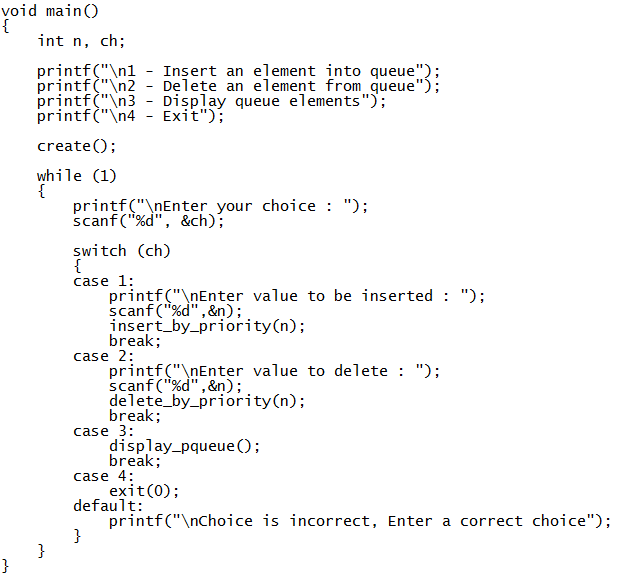 void main()
{
    int n, ch;

    printf("\n1 - Insert an element into queue");
    printf("\n2 - Delete an element from queue");
    printf("\n3 - Display queue elements");
    printf("\n4 - Exit");

    create();

    while (1)
    {
        printf("\nEnter your choice : ");
        scanf("%d", &ch);

        switch (ch)
        {
        case 1:
            printf("\nEnter value to be inserted : ");
            scanf("%d",&n);
            insert_by_priority(n);
            break;
        case 2:
            printf("\nEnter value to delete : ");
            scanf("%d",&n);
            delete_by_priority(n);
            break;
        case 3:
            display_pqueue();
            break;
        case 4:
            exit(0);
        default:
            printf("\nChoice is incorrect, Enter a correct choice");
        }
    }
}